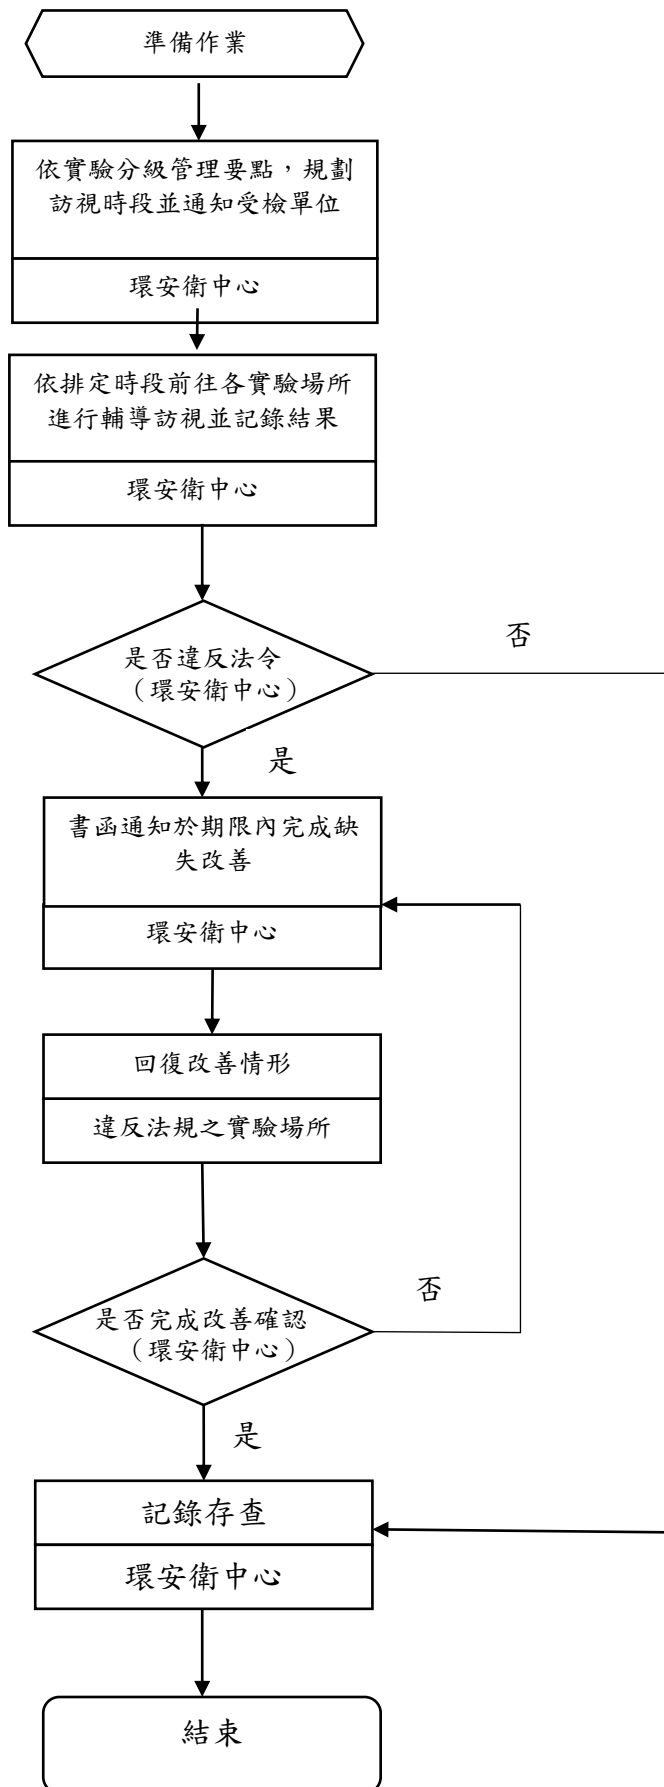 準備作業
依實驗分級管理要點，規劃
訪視時段並通知受檢單位
環安衛中心
依排定時段前往各實驗場所
進行輔導訪視並記錄結果
環安衛中心
是否違反法令
（環安衛中心）
否
是
書函通知於期限內完成缺
失改善
環安衛中心
回復改善情形
違反法規之實驗場所
是否完成改善確認
（環安衛中心）
否
是
記錄存查
環安衛中心
結束